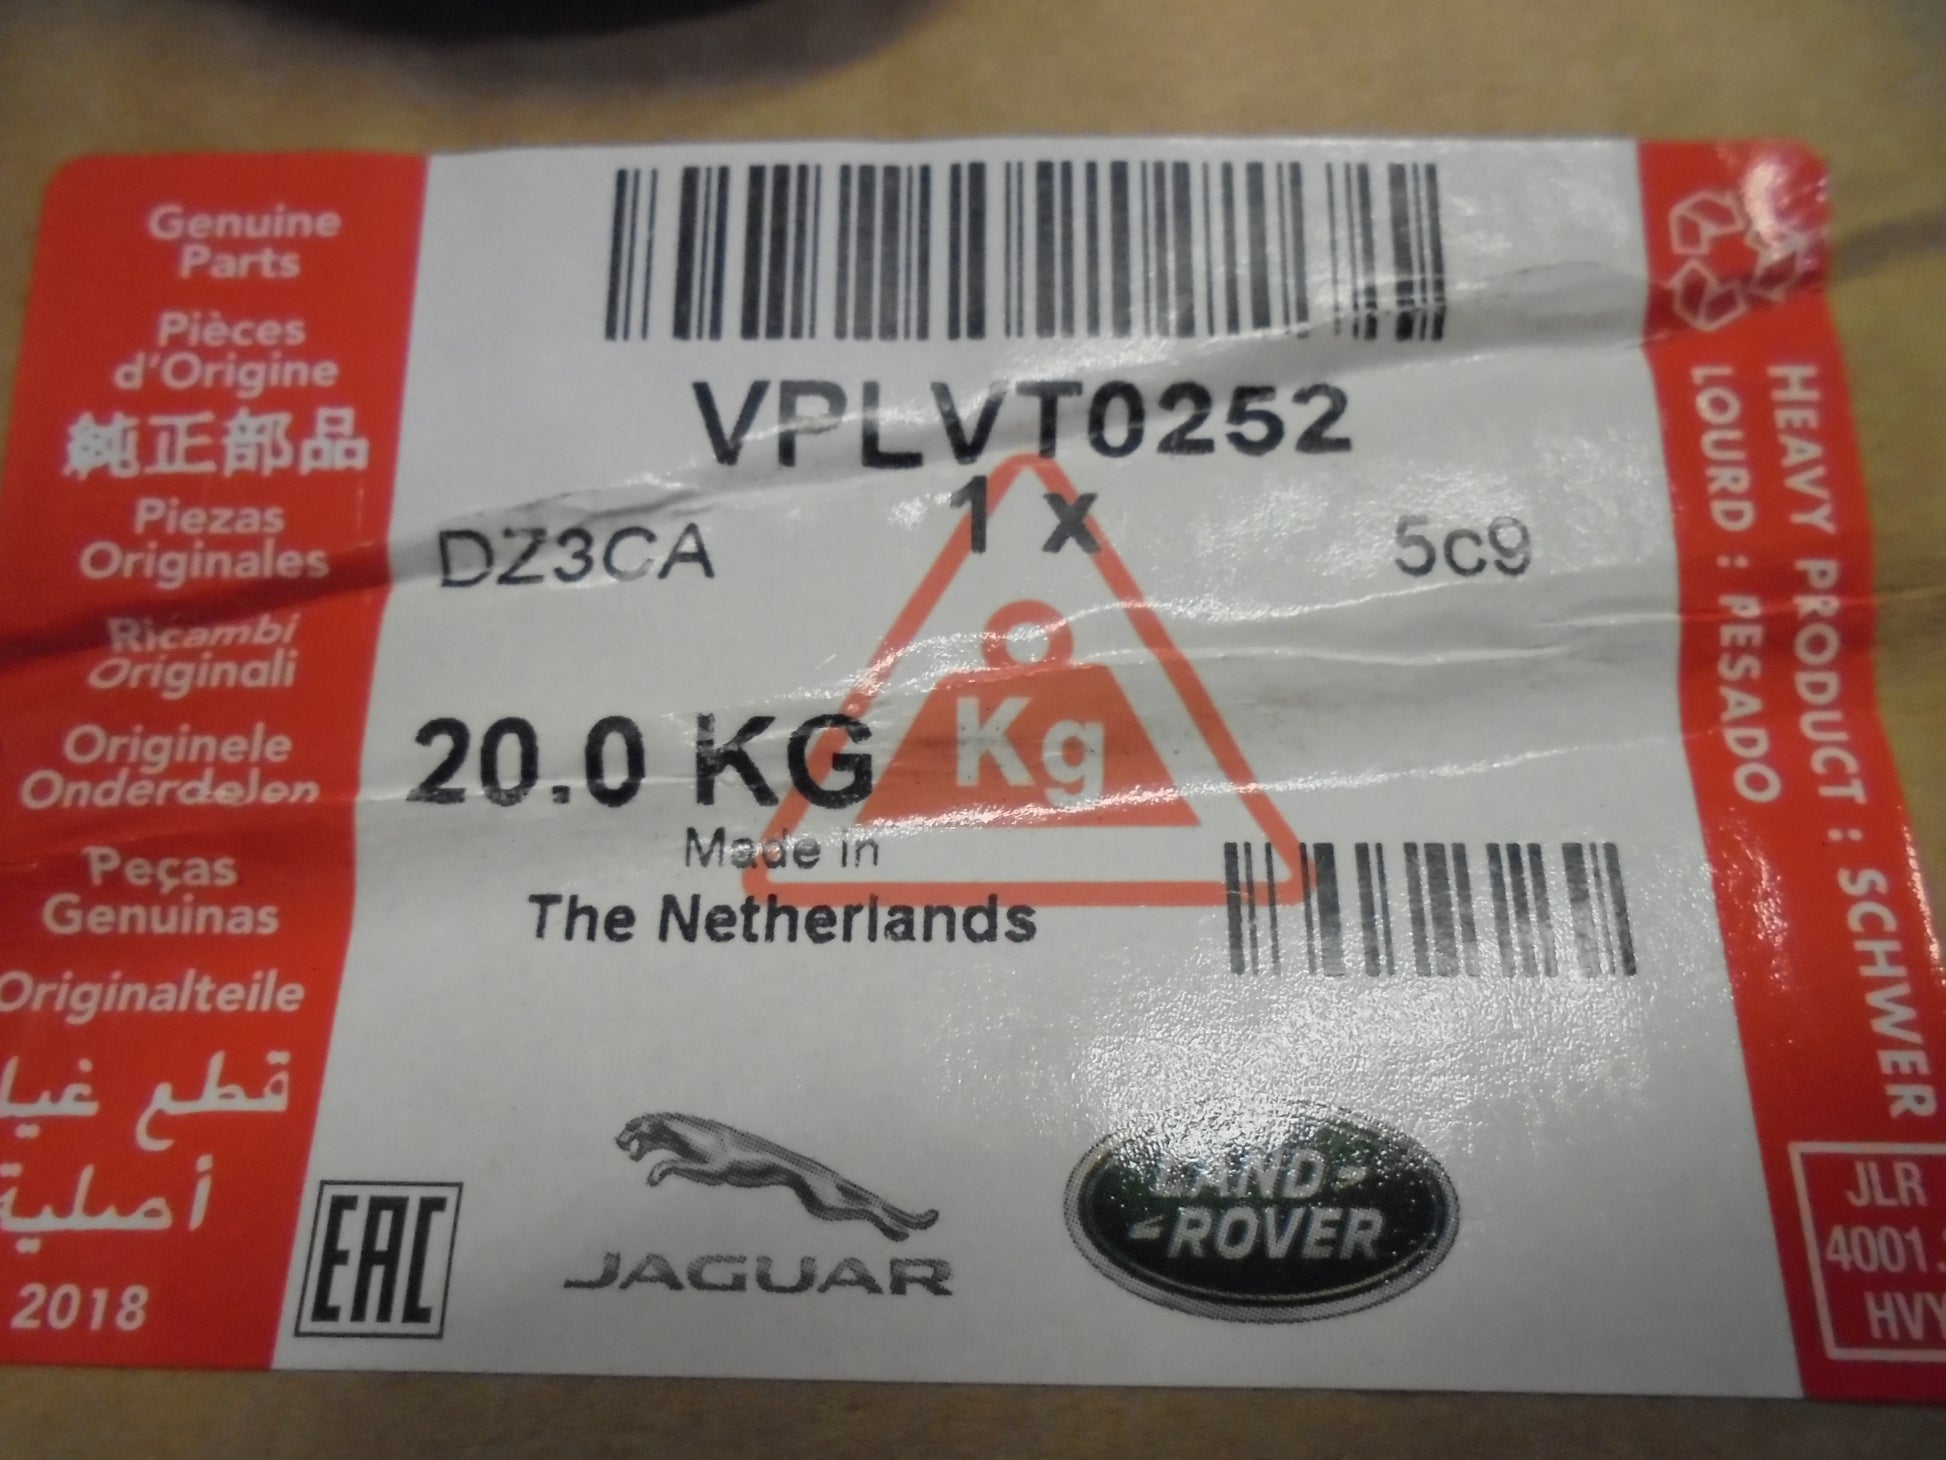 Genuine
Parts
Pièces
d'Origine
純正部品
Piezas
Originales
Ricambi
Originali
Originele
Onderdelen
Peças
Genuinas
Originalteile
قطع غيار
أصلية
2018
VPLVT0252
1 x
DZ3CA
5c9
20.0 KG
Kg
Made in
The Netherlands
EAC
JAGUAR
LAND-
-ROVER
HEAVY PRODUCT : SCHWER
LOURD : PESADO
JLR
4001.
HVY